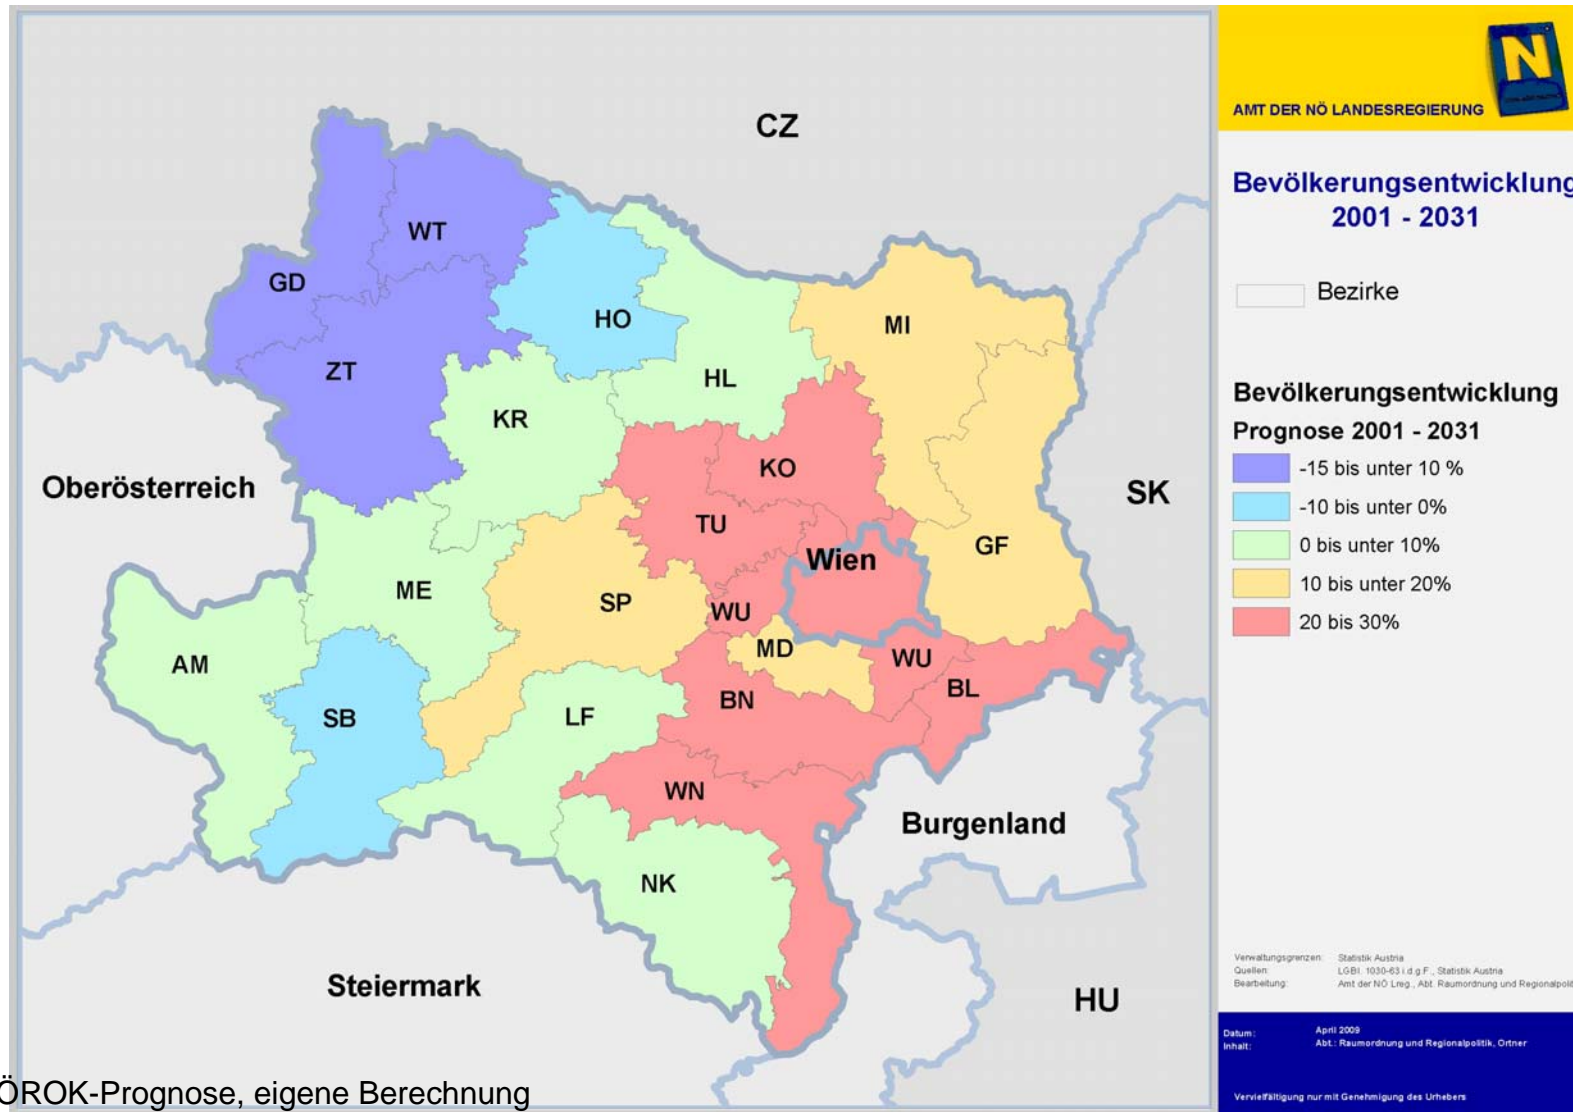 CZ
WT
GD
HO
MI
ZT
HL
KR
KO
Oberösterreich
SK
TU
GF
Wien
ME
SP
WU
MD
AM
WU
BL
BN
SB
LF
WN
Burgenland
NK
Steiermark
HU
ÖROK-Prognose, eigene Berechnung
N
AMT DER NÖ LANDESREGIERUNG
Bevölkerungsentwicklung
2001 - 2031
Bezirke
Bevölkerungsentwicklung
Prognose 2001 - 2031
-15 bis unter 10 %
-10 bis unter 0%
0 bis unter 10%
10 bis unter 20%
20 bis 30%
Verwaltungsgrenzen: Statistik Austria
Quellen: LGBl. 1030-63 i.d.g.F., Statistik Austria
Bearbeitung: Amt der NÖ Lreg., Abt. Raumordnung und Regionalpolit
Datum: April 2009
Inhalt: Abt.: Raumordnung und Regionalpolitik, Ortner
Vervielfältigung nur mit Genehmigung des Urhebers